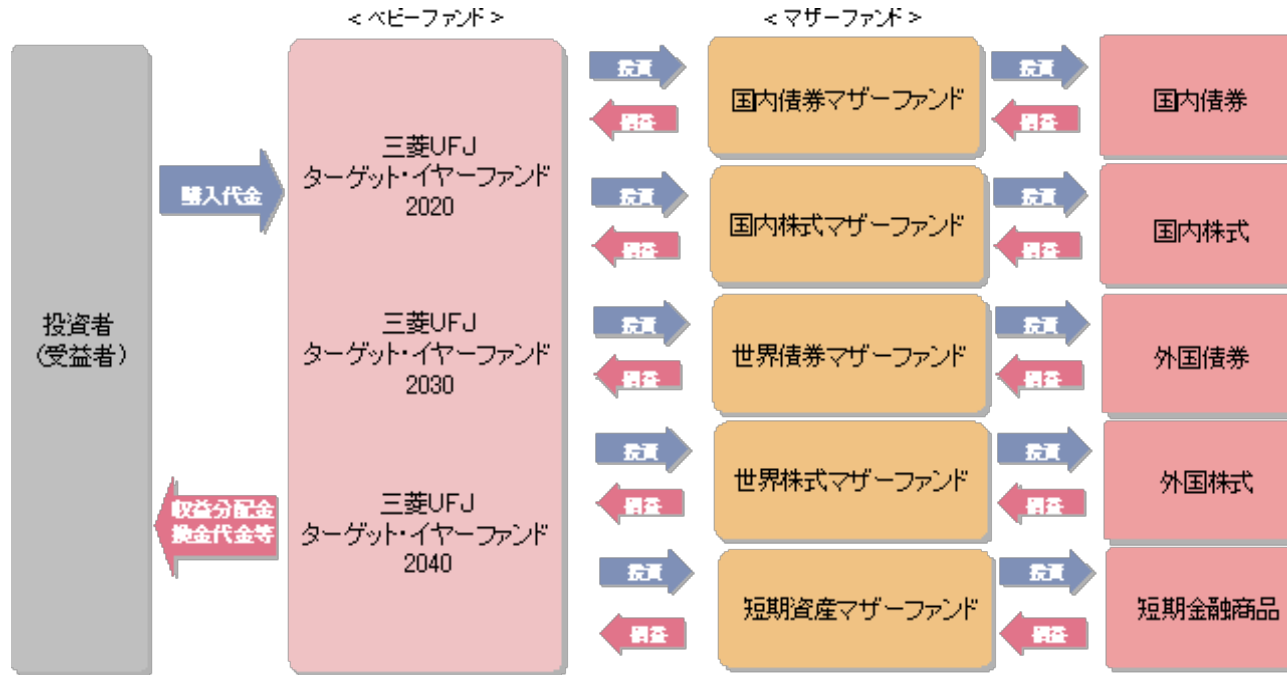 ＜ベビーファンド＞
＜マザーファンド＞
投資者
(受益者)
購入代金
収益分配金
換金代金等
三菱UFJ
ターゲット・イヤーファンド
2020
三菱UFJ
ターゲット・イヤーファンド
2030
三菱UFJ
ターゲット・イヤーファンド
2040
投資
損益
国内債券マザーファンド
投資
損益
国内債券
投資
損益
国内株式マザーファンド
投資
損益
国内株式
投資
損益
世界債券マザーファンド
投資
損益
外国債券
投資
損益
世界株式マザーファンド
投資
損益
外国株式
投資
損益
短期資産マザーファンド
投資
損益
短期金融商品